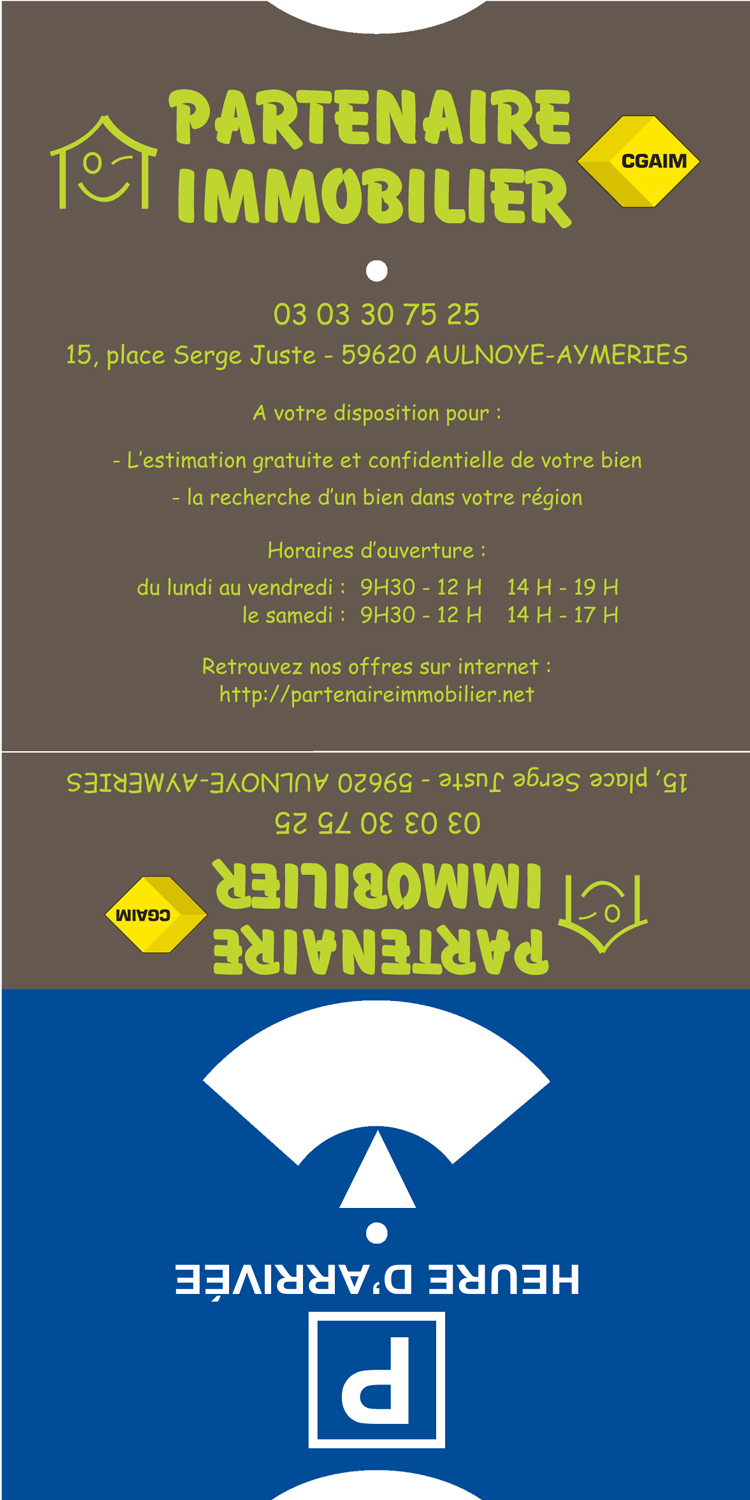 PARTENAIRE
IMMOBILIER
CGAIM
03 03 30 75 25
15, place Serge Juste - 59620 AULNOYE-AYMERIES
A votre disposition pour :
- L'estimation gratuite et confidentielle de votre bien
- la recherche d'un bien dans votre région
Horaires d'ouverture :
du lundi au vendredi : 9H30 - 12 H 14 H - 19 H
le samedi : 9H30 - 12 H 14 H - 17 H
Retrouvez nos offres sur internet :
http://partenaireimmobilier.net
P
HEURE D'ARRIVÉE
PARTENAIRE
IMMOBILIER
CGAIM
03 03 30 75 25
15, place Serge Juste - 59620 AULNOYE-AYMERIES